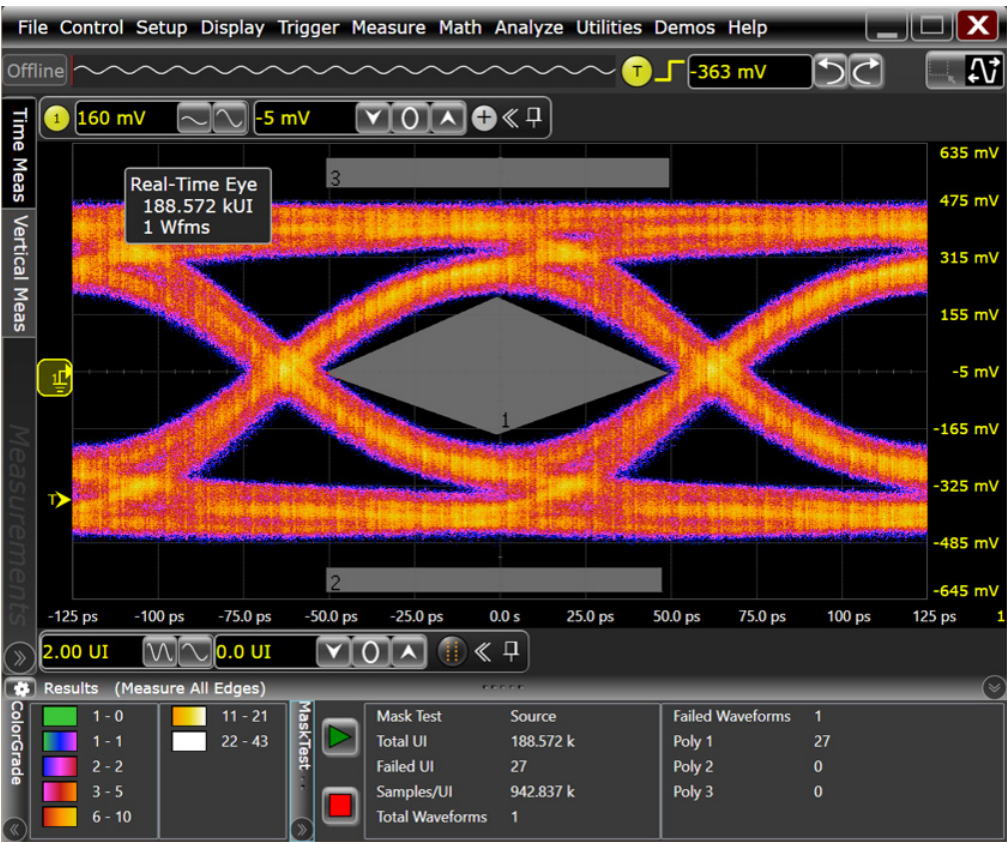 File Control Setup Display Trigger Measure Math Analyze Utilities Demos Help
Offline
T
-363 mV
1
160 mV
-5 mV
Time Meas
Vertical Meas
Measurements
Real-Time Eye
188.572 kUI
1 Wfms
3
1
2
1
T
635 mV
475 mV
315 mV
155 mV
-5 mV
-165 mV
-325 mV
-485 mV
-645 mV
-125 ps -100 ps -75.0 ps -50.0 ps -25.0 ps 0.0 s 25.0 ps 50.0 ps 75.0 ps 100 ps 125 ps 1
2.00 UI
0.0 UI
Results (Measure All Edges)
ColorGrade
1 - 0
1 - 1
2 - 2
3 - 5
6 - 10
11 - 21
22 - 43
MaskTest
Mask Test Source
Total UI 188.572 k
Failed UI 27
Samples/UI 942.837 k
Total Waveforms 1
Failed Waveforms 1
Poly 1 27
Poly 2 0
Poly 3 0